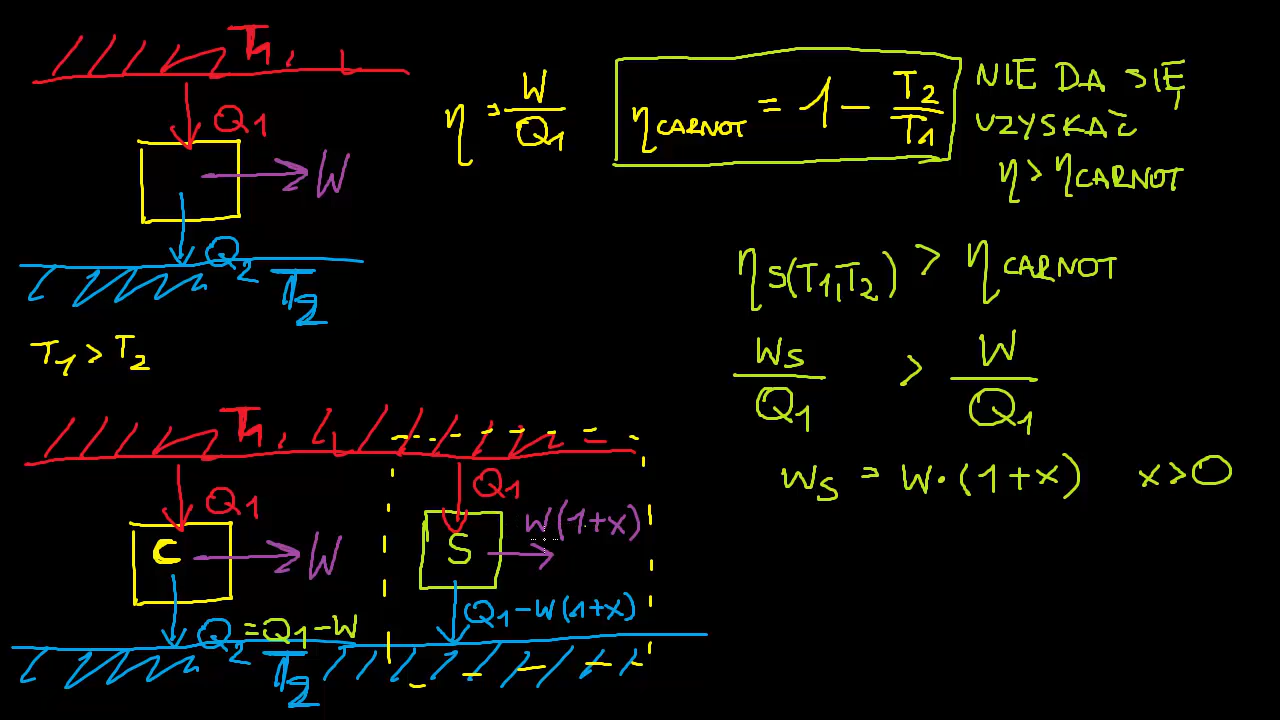 T1
Q1
W
Q2
T2
T1 > T2
η = W/Q1
ηCARNOT = 1 - T2/T1
NIE DA SIĘ
UZYSKAĆ
η > ηCARNOT
ηS(T1,T2) > ηCARNOT
WS/Q1 > W/Q1
WS = W·(1+x) x>0
T1
Q1
C
W
Q2 = Q1-W
T2
Q1
S
W(1+x)
Q1-W(1+x)